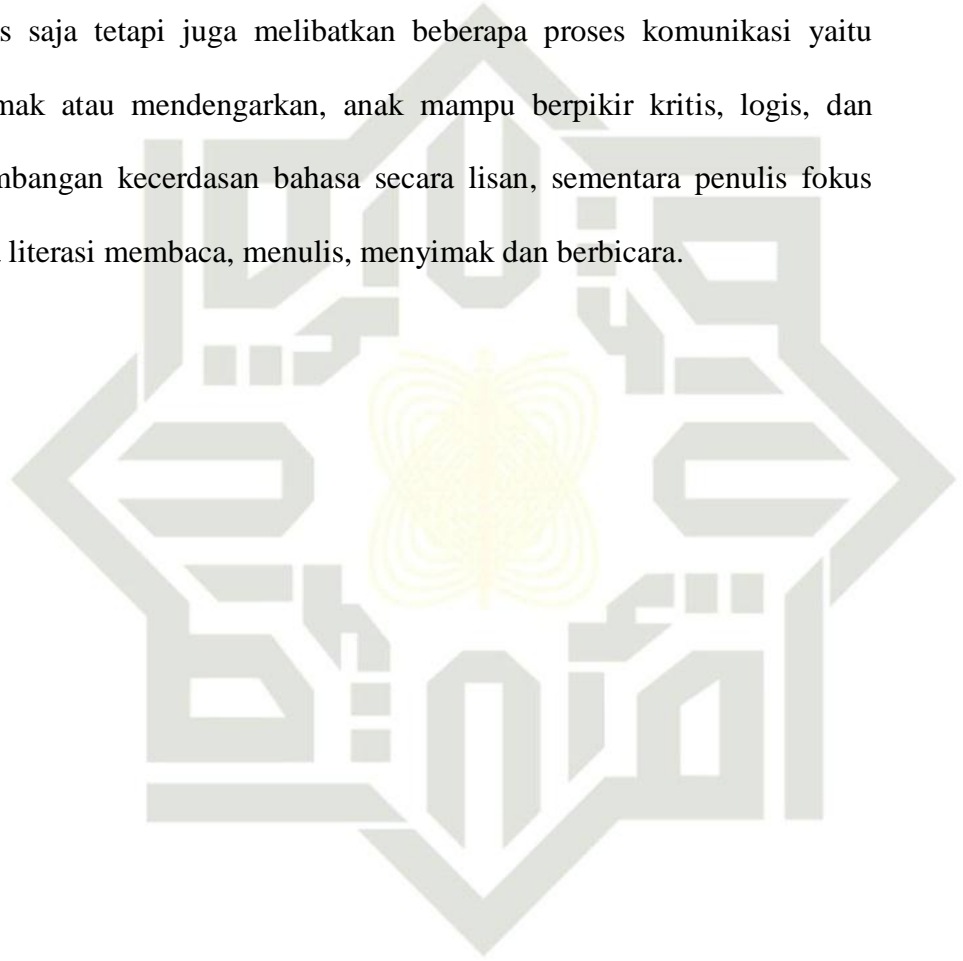 s saja tetapi juga melibatkan beberapa proses komunikasi yaitu
mak atau mendengarkan, anak mampu berpikir kritis, logis, dan
mbangan kecerdasan bahasa secara lisan, sementara penulis fokus
literasi membaca, menulis, menyimak dan berbicara.